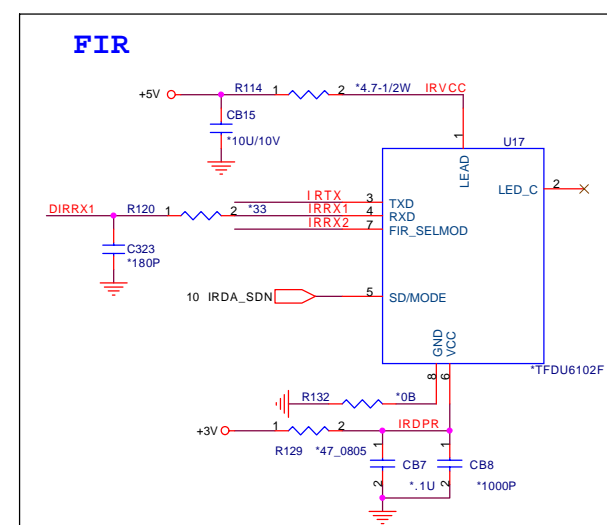 FIR
R114 1 2 *4.7-1/2W IRVCC
+5V
CB15
*10U/10V
1
U17
LEAD
LED_C 2
IRTX 3 TXD
DIRRX1 R120 1 2 *33 IRRX1 4 RXD
IRRX2 7 FIR_SELMOD
C323
*180P
10 IRDA_SDN 5 SD/MODE
GND VCC
8 6
*TFDU6102F
R132 *0B
+3V 1 2 IRDPR
R129 *47_0805
1 CB7 1 CB8
2 *.1U 2 *1000P